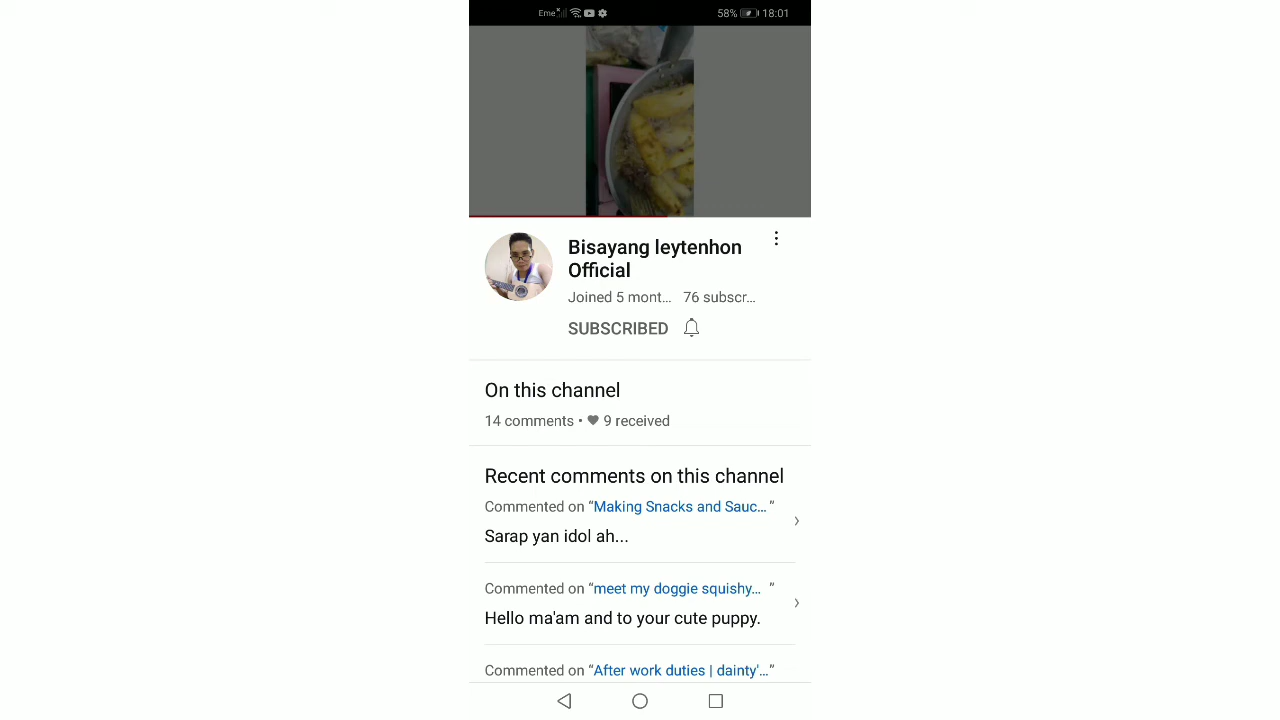 Eme 58% 18:01
Bisayang leytenhon
Official
Joined 5 mont... 76 subscr...
SUBSCRIBED
On this channel
14 comments • 9 received
Recent comments on this channel
Commented on “Making Snacks and Sauc... ”
Sarap yan idol ah...
Commented on “meet my doggie squishy... ”
Hello ma'am and to your cute puppy.
Commented on “After work duties | dainty'...”